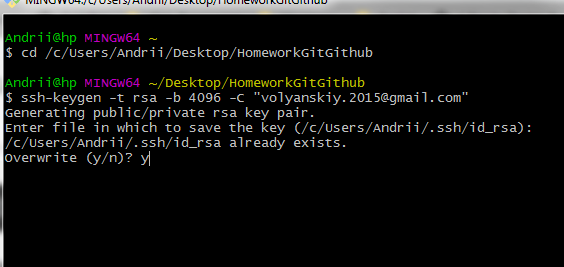 MINGW64:/c/Users/Andrii/Desktop/HomeworkGitGithub
Andrii@hp MINGW64 ~
$ cd /c/Users/Andrii/Desktop/HomeworkGitGithub
Andrii@hp MINGW64 ~/Desktop/HomeworkGitGithub
$ ssh-keygen -t rsa -b 4096 -C "volyanskiy.2015@gmail.com"
Generating public/private rsa key pair.
Enter file in which to save the key (/c/Users/Andrii/.ssh/id_rsa):
/c/Users/Andrii/.ssh/id_rsa already exists.
Overwrite (y/n)? y